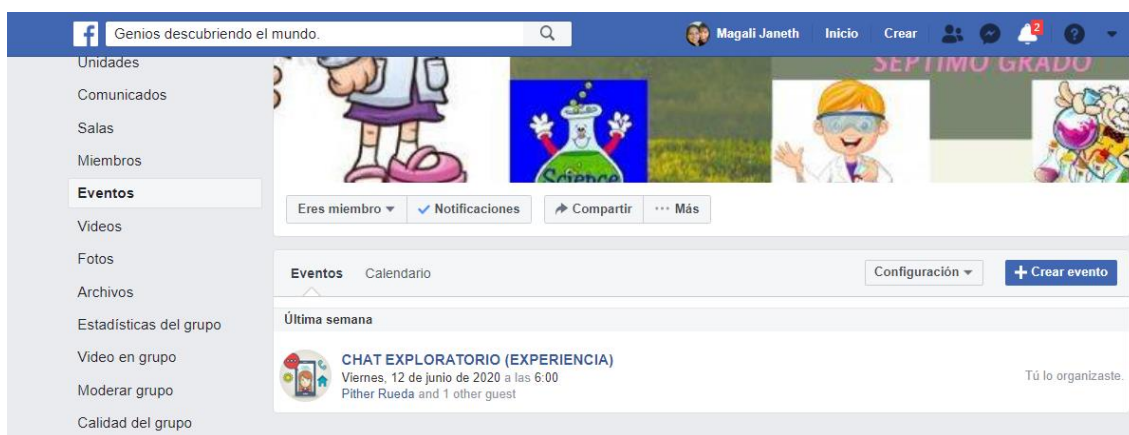 f Genios descubriendo el mundo. Magali Janeth Inicio Crear 2
Unidades
Comunicados
Salas
Miembros
Eventos
Videos
Fotos
Archivos
Estadísticas del grupo
Video en grupo
Moderar grupo
Calidad del grupo
SEPTIMO GRADO
Science
Eres miembro Notificaciones Compartir ··· Más
Eventos Calendario Configuración + Crear evento
Última semana
CHAT EXPLORATORIO (EXPERIENCIA)
Viernes, 12 de junio de 2020 a las 6:00
Pither Rueda and 1 other guest
Tú lo organizaste.